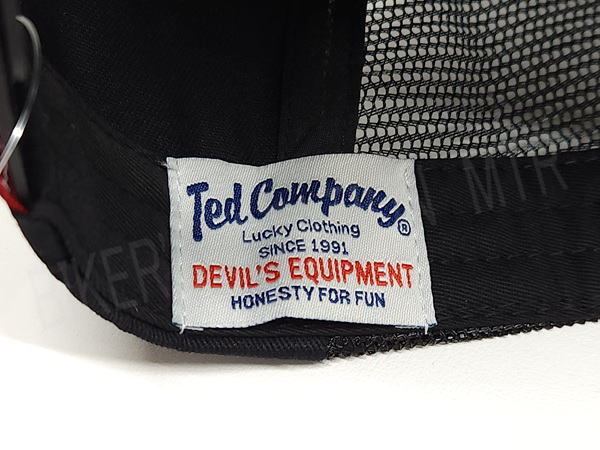 Ted Company®
Lucky Clothing
SINCE 1991
DEVIL'S EQUIPMENT
HONESTY FOR FUN